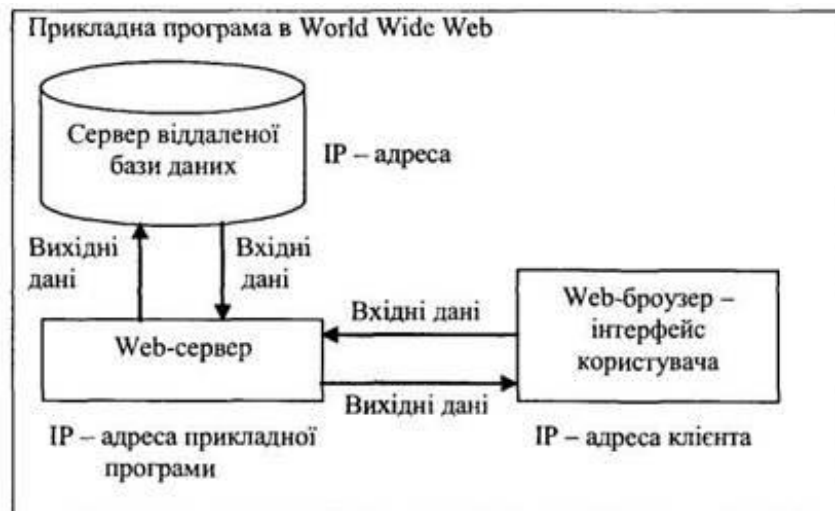 Прикладна програма в World Wide Web
Сервер віддаленої
бази даних
IP – адреса
Вихідні
дані
Вхідні
дані
Web-сервер
Вхідні дані
Вихідні дані
Web-броузер –
інтерфейс
користувача
IP – адреса прикладної
програми
IP – адреса клієнта